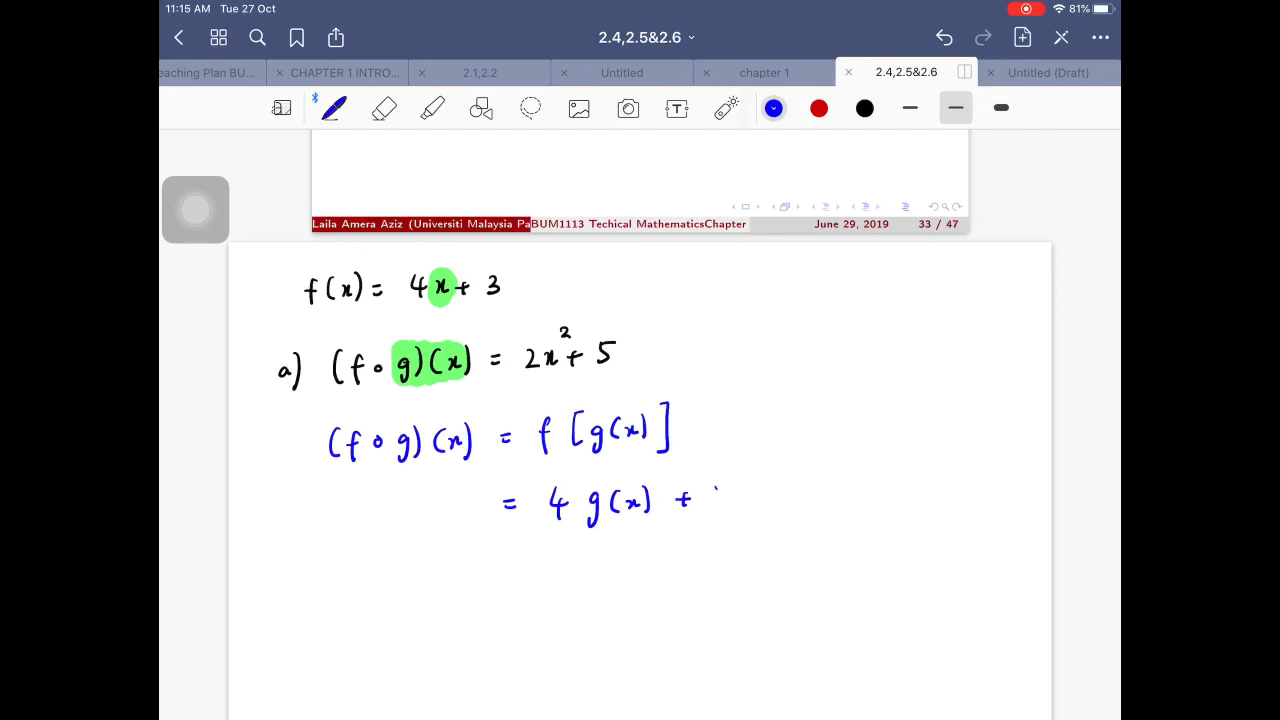 11:15 AM Tue 27 Oct
81%
2.4,2.5&2.6
eaching Plan BU...
CHAPTER 1 INTRO...
2.1,2.2
Untitled
chapter 1
2.4,2.5&2.6
Untitled (Draft)
Laila Amera Aziz (Universiti Malaysia Pa
BUM1113 Techical MathematicsChapter
June 29, 2019
33 / 47
f(x) = 4x + 3
a) (f ∘ g)(x) = 2x² + 5
(f ∘ g)(x) = f [g(x)]
= 4 g(x) +